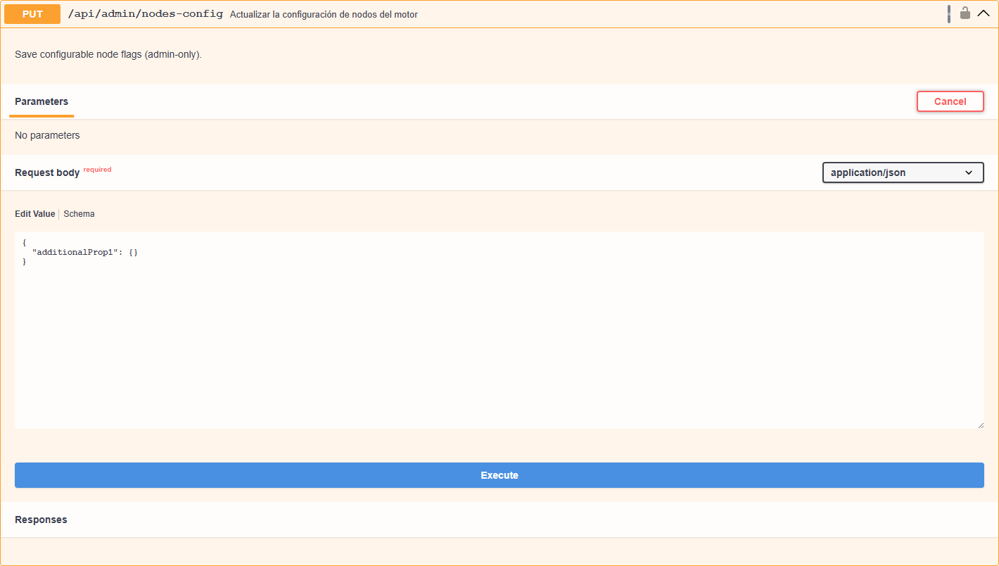 PUT /api/admin/nodes-config Actualizar la configuración de nodos del motor
Save configurable node flags (admin-only).
Parameters Cancel
No parameters
Request body required application/json
Edit Value Schema
{
  "additionalProp1": {}
}
Execute
Responses